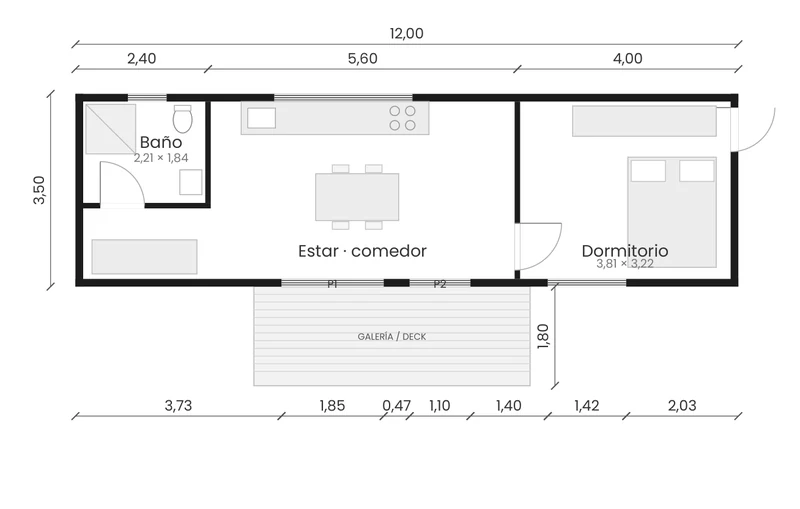 12,00
2,40
5,60
4,00
3,50
Baño
2,21 × 1,84
Estar · comedor
Dormitorio
3,81 × 3,22
P1
P2
GALERÍA / DECK
1,80
3,73
1,85
0,47
1,10
1,40
1,42
2,03